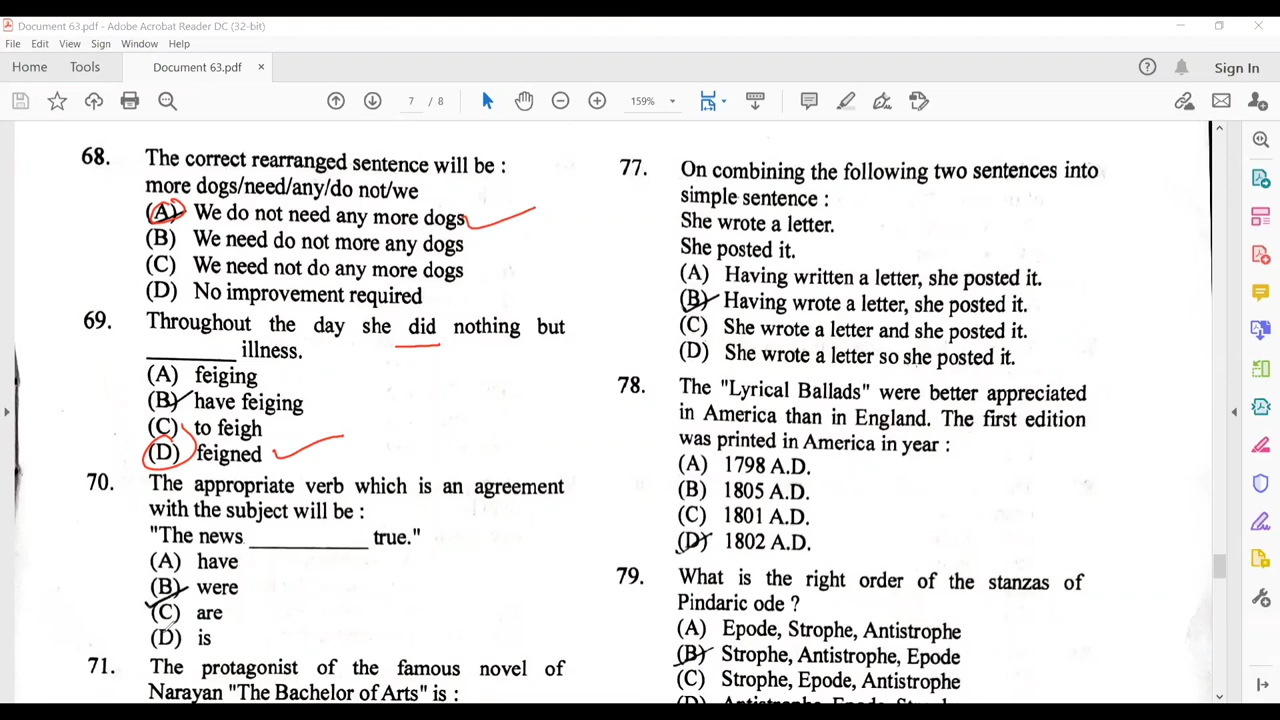 Document 63.pdf - Adobe Acrobat Reader DC (32-bit)
File Edit View Sign Window Help
Home Tools Document 63.pdf × Sign In
7 / 8 159%
68. The correct rearranged sentence will be :
more dogs/need/any/do not/we
(A) We do not need any more dogs
(B) We need do not more any dogs
(C) We need not do any more dogs
(D) No improvement required
69. Throughout the day she did nothing but
________ illness.
(A) feiging
(B) have feiging
(C) to feigh
(D) feigned
70. The appropriate verb which is an agreement
with the subject will be :
"The news __________ true."
(A) have
(B) were
(C) are
(D) is
71. The protagonist of the famous novel of
Narayan "The Bachelor of Arts" is :
77. On combining the following two sentences into
simple sentence :
She wrote a letter.
She posted it.
(A) Having written a letter, she posted it.
(B) Having wrote a letter, she posted it.
(C) She wrote a letter and she posted it.
(D) She wrote a letter so she posted it.
78. The "Lyrical Ballads" were better appreciated
in America than in England. The first edition
was printed in America in year :
(A) 1798 A.D.
(B) 1805 A.D.
(C) 1801 A.D.
(D) 1802 A.D.
79. What is the right order of the stanzas of
Pindaric ode ?
(A) Epode, Strophe, Antistrophe
(B) Strophe, Antistrophe, Epode
(C) Strophe, Epode, Antistrophe